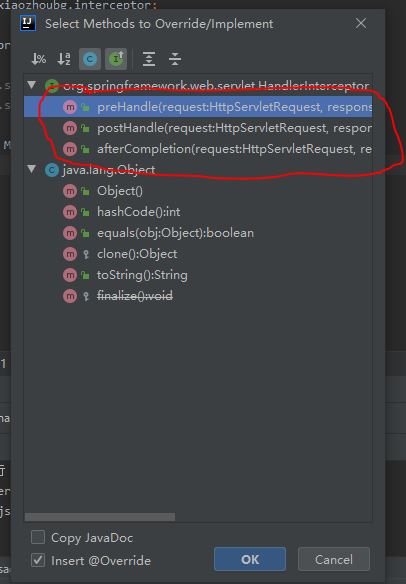 xiaozhoubg.interceptor;
Select Methods to Override/Implement
org.springframework.web.servlet.HandlerInterceptor
preHandle(request:HttpServletRequest, respons
postHandle(request:HttpServletRequest, respor
afterCompletion(request:HttpServletRequest, re
java.lang.Object
Object()
hashCode():int
equals(obj:Object):boolean
clone():Object
toString():String
finalize():void
Copy JavaDoc
Insert @Override
OK
Cancel